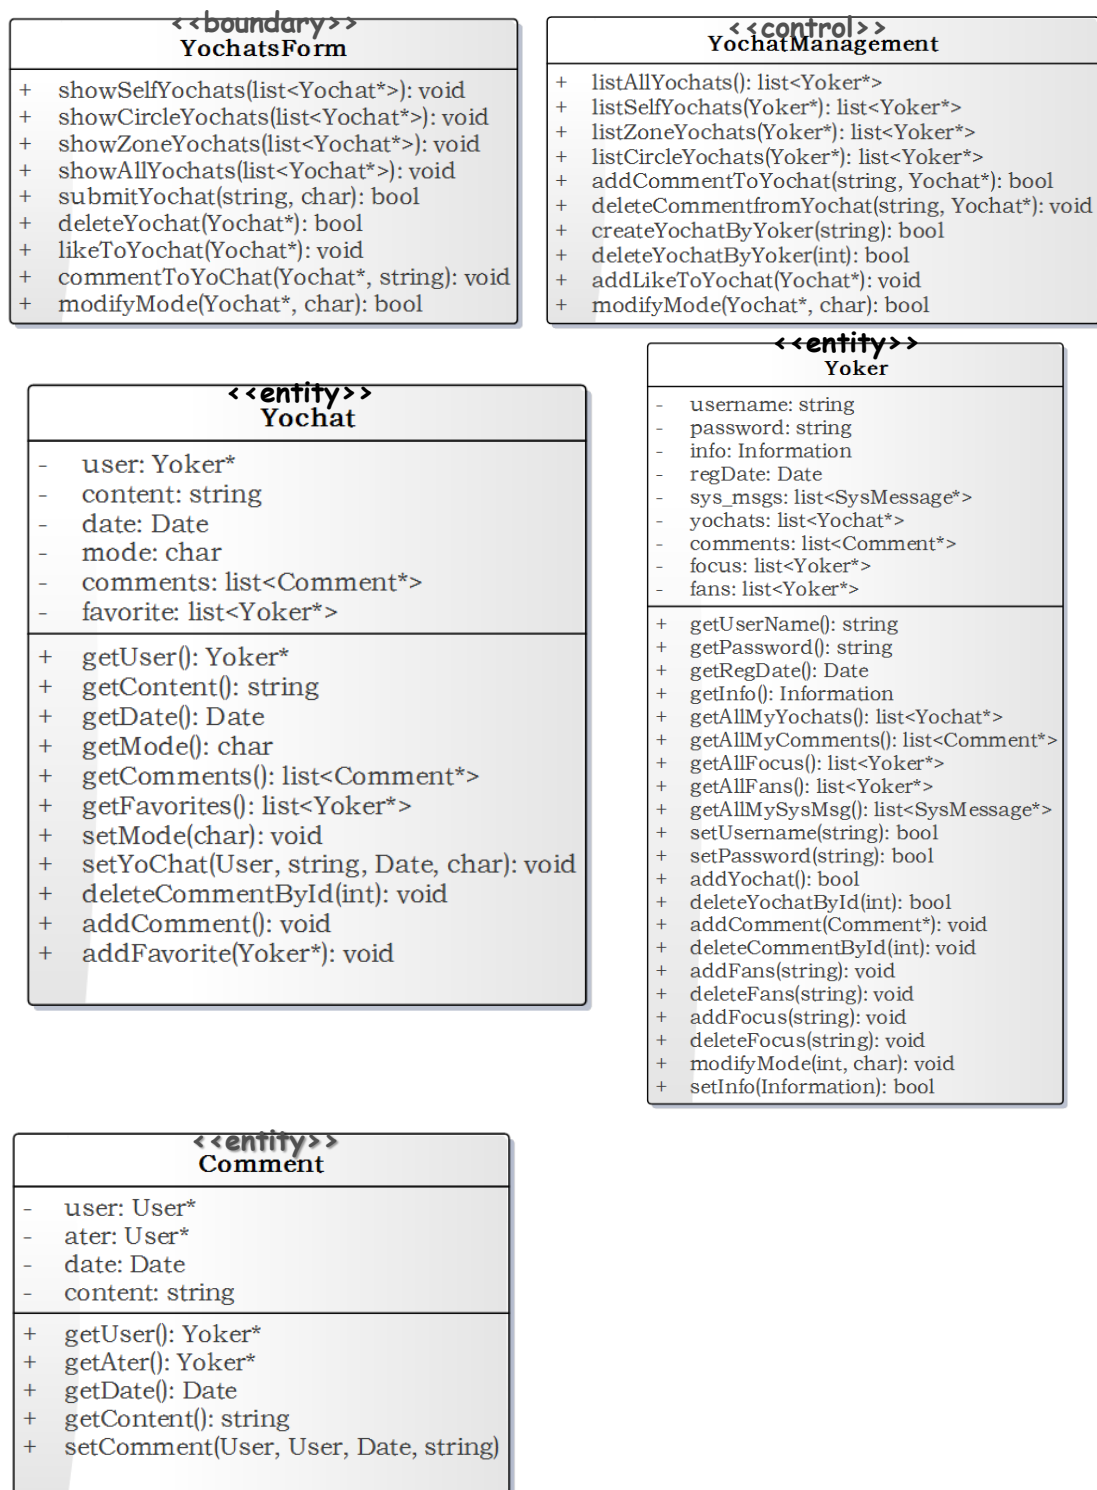 <<boundary>>
YochatsForm
+ showSelfYochats(list<Yochat*>): void
+ showCircleYochats(list<Yochat*>): void
+ showZoneYochats(list<Yochat*>): void
+ showAllYochats(list<Yochat*>): void
+ submitYochat(string, char): bool
+ deleteYochat(Yochat*): bool
+ likeToYochat(Yochat*): void
+ commentToYoChat(Yochat*, string): void
+ modifyMode(Yochat*, char): bool
<<control>>
YochatManagement
+ listAllYochats(): list<Yoker*>
+ listSelfYochats(Yoker*): list<Yoker*>
+ listZoneYochats(Yoker*): list<Yoker*>
+ listCircleYochats(Yoker*): list<Yoker*>
+ addCommentToYochat(string, Yochat*): bool
+ deleteCommentfromYochat(string, Yochat*): void
+ createYochatByYoker(string): bool
+ deleteYochatByYoker(int): bool
+ addLikeToYochat(Yochat*): void
+ modifyMode(Yochat*, char): bool
<<entity>>
Yochat
- user: Yoker*
- content: string
- date: Date
- mode: char
- comments: list<Comment*>
- favorite: list<Yoker*>
+ getUser(): Yoker*
+ getContent(): string
+ getDate(): Date
+ getMode(): char
+ getComments(): list<Comment*>
+ getFavorites(): list<Yoker*>
+ setMode(char): void
+ setYoChat(User, string, Date, char): void
+ deleteCommentById(int): void
+ addComment(): void
+ addFavorite(Yoker*): void
<<entity>>
Yoker
- username: string
- password: string
- info: Information
- regDate: Date
- sys_msgs: list<SysMessage*>
- yochats: list<Yochat*>
- comments: list<Comment*>
- focus: list<Yoker*>
- fans: list<Yoker*>
+ getUserName(): string
+ getPassword(): string
+ getRegDate(): Date
+ getInfo(): Information
+ getAllMyYochats(): list<Yochat*>
+ getAllMyComments(): list<Comment*>
+ getAllFocus(): list<Yoker*>
+ getAllFans(): list<Yoker*>
+ getAllMySysMsg(): list<SysMessage*>
+ setUsername(string): bool
+ setPassword(string): bool
+ addYochat(): bool
+ deleteYochatById(int): bool
+ addComment(Comment*): void
+ deleteCommentById(int): void
+ addFans(string): void
+ deleteFans(string): void
+ addFocus(string): void
+ deleteFocus(string): void
+ modifyMode(int, char): void
+ setInfo(Information): bool
<<entity>>
Comment
- user: User*
- ater: User*
- date: Date
- content: string
+ getUser(): Yoker*
+ getAter(): Yoker*
+ getDate(): Date
+ getContent(): string
+ setComment(User, User, Date, string)